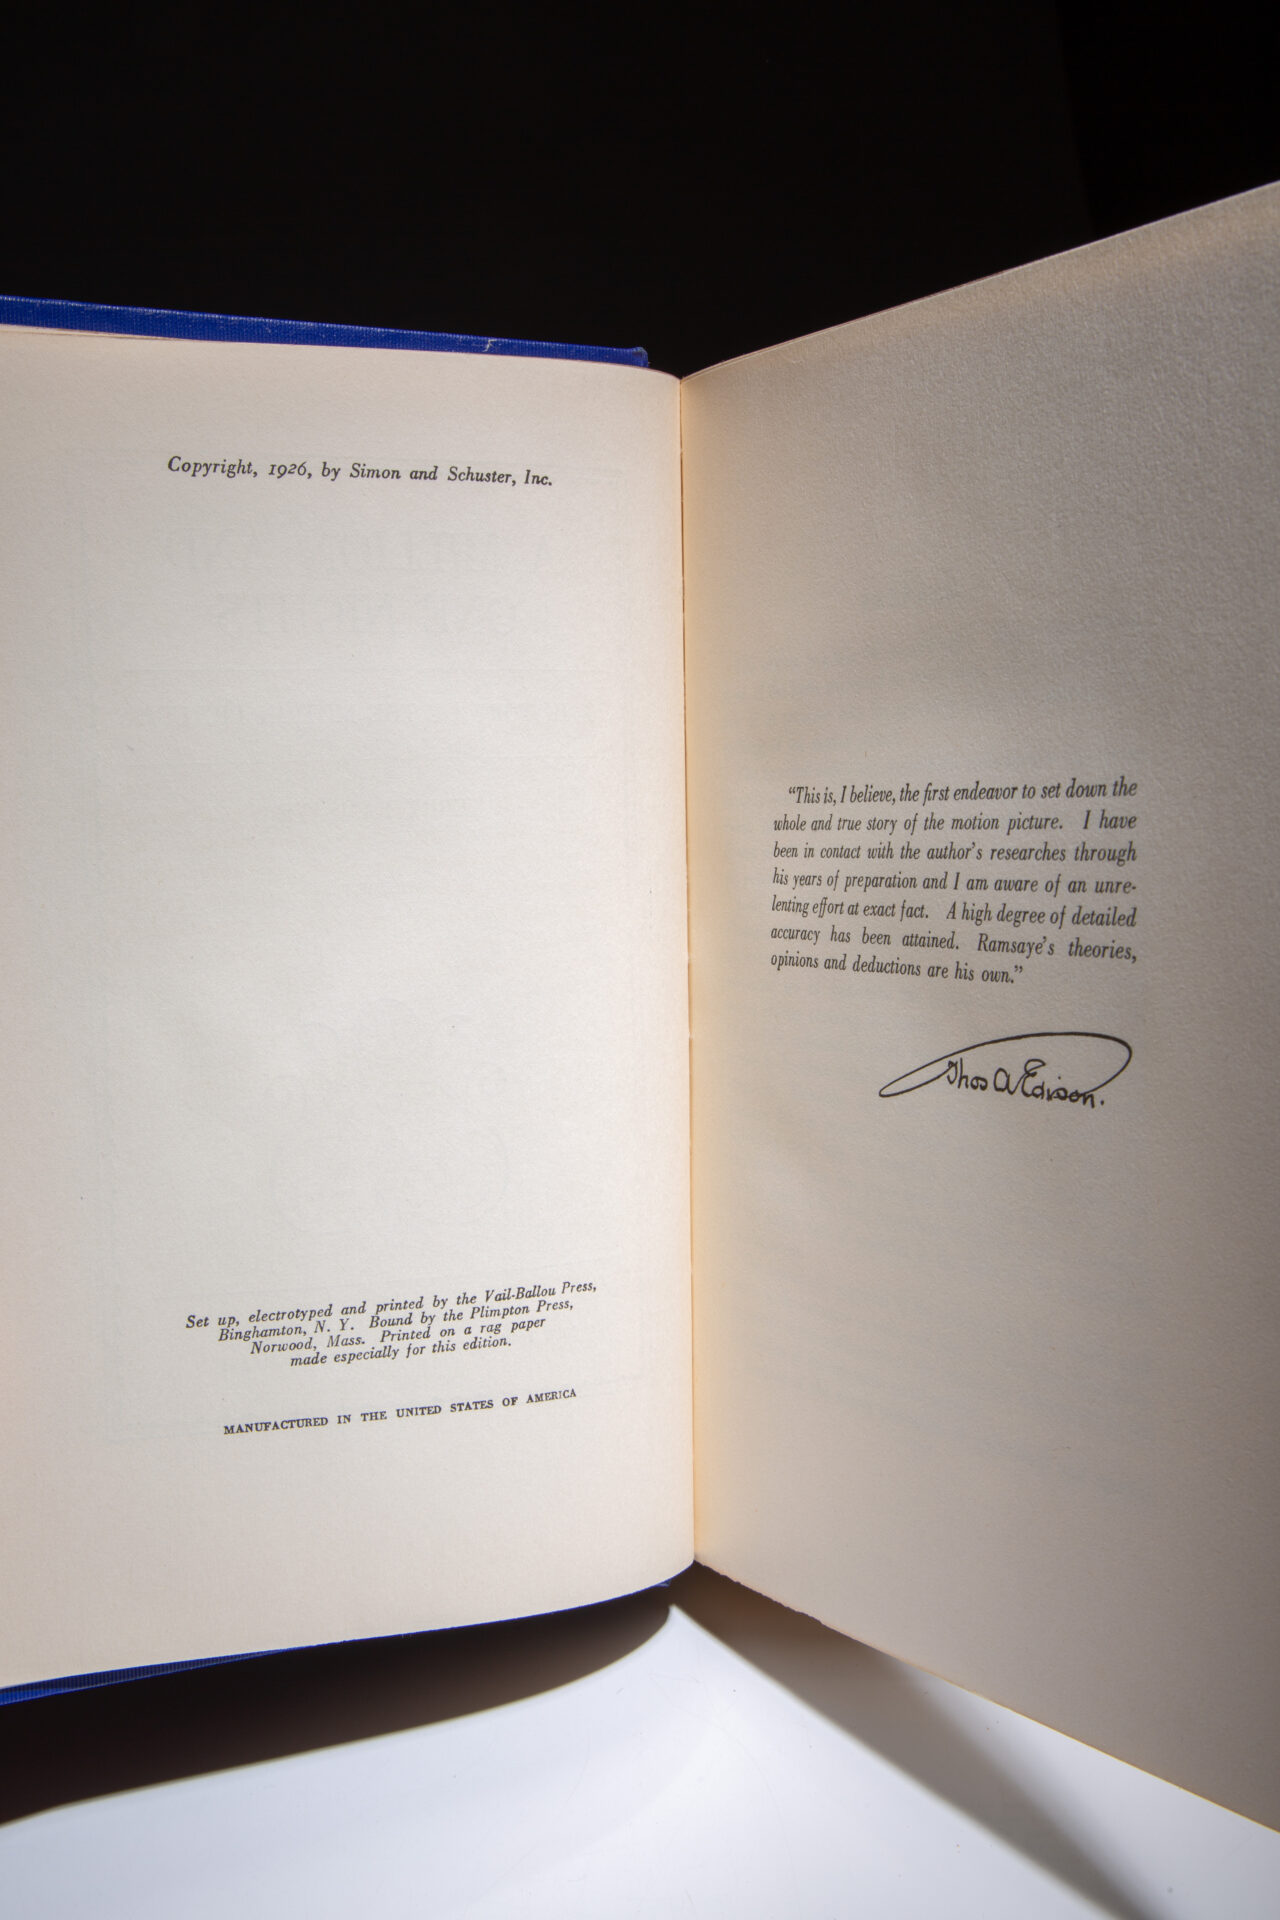 Copyright, 1926, by Simon and Schuster, Inc.
Set up, electrotyped and printed by the Vail-Ballou Press,
Binghamton, N. Y. Bound by the Plimpton Press,
Norwood, Mass. Printed on a rag paper
made especially for this edition.
MANUFACTURED IN THE UNITED STATES OF AMERICA
“This is, I believe, the first endeavor to set down the
whole and true story of the motion picture. I have
been in contact with the author’s researches through
his years of preparation and I am aware of an unre-
lenting effort at exact fact. A high degree of detailed
accuracy has been attained. Ramsaye’s theories,
opinions and deductions are his own.”
Thos A Edison.